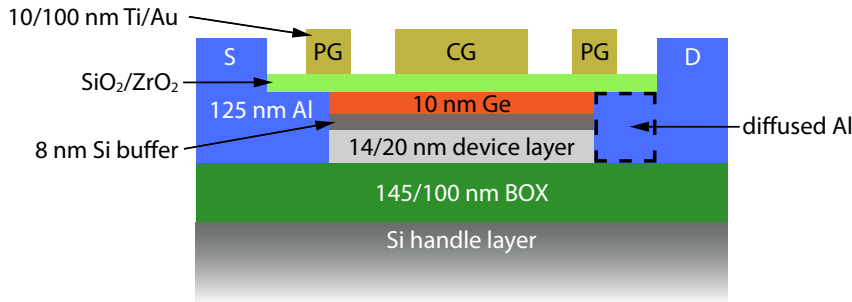 10/100 nm Ti/Au
S
PG
CG
PG
D
SiO₂/ZrO₂
125 nm Al
10 nm Ge
diffused Al
8 nm Si buffer
14/20 nm device layer
145/100 nm BOX
Si handle layer